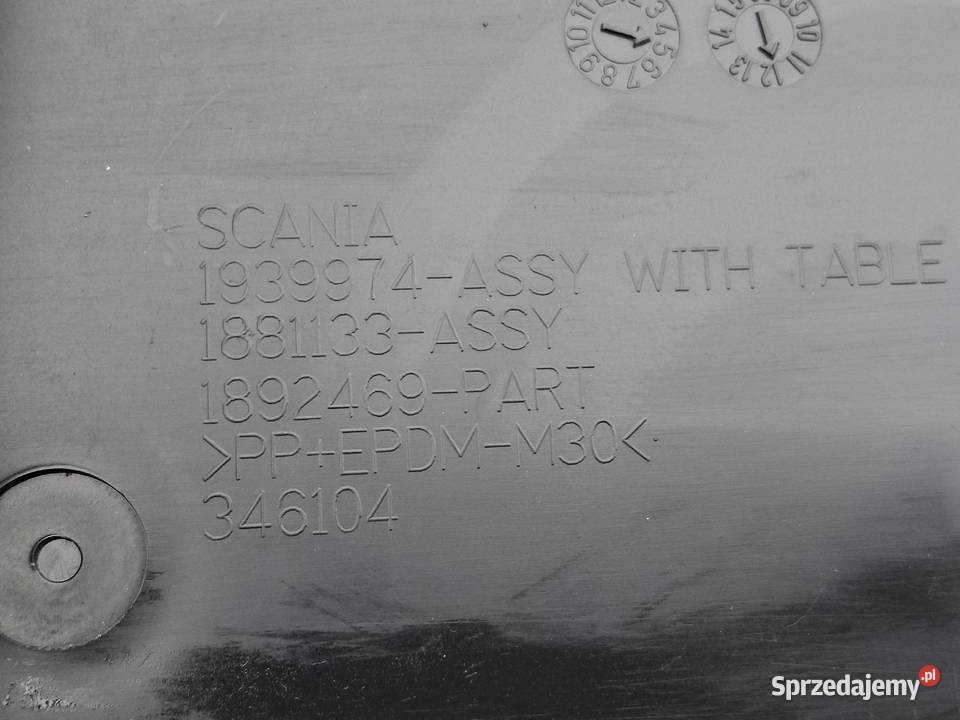 SCANIA
1939974-ASSY WITH TABLE
1881133-ASSY
1892469-PART
>PP+EPDM-M30<
346104
Sprzedajemy.pl